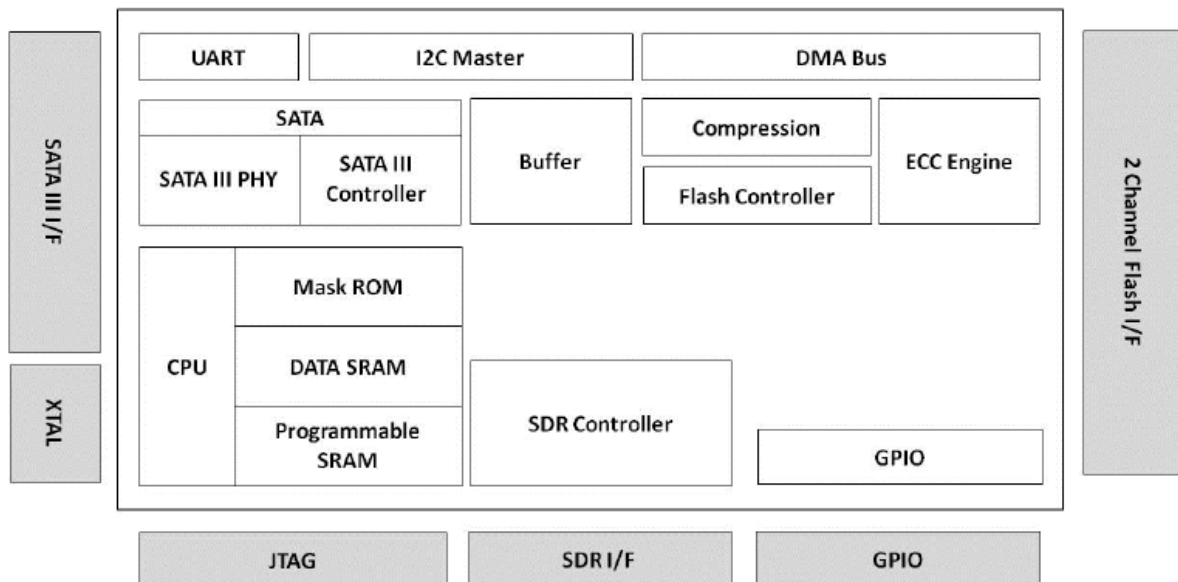 UART
I2C Master
DMA Bus
SATA
SATA III PHY
SATA III
Controller
Buffer
Compression
Flash Controller
ECC Engine
SATA III I/F
XTAL
CPU
Mask ROM
DATA SRAM
Programmable
SRAM
SDR Controller
GPIO
2 Channel Flash I/F
JTAG
SDR I/F
GPIO